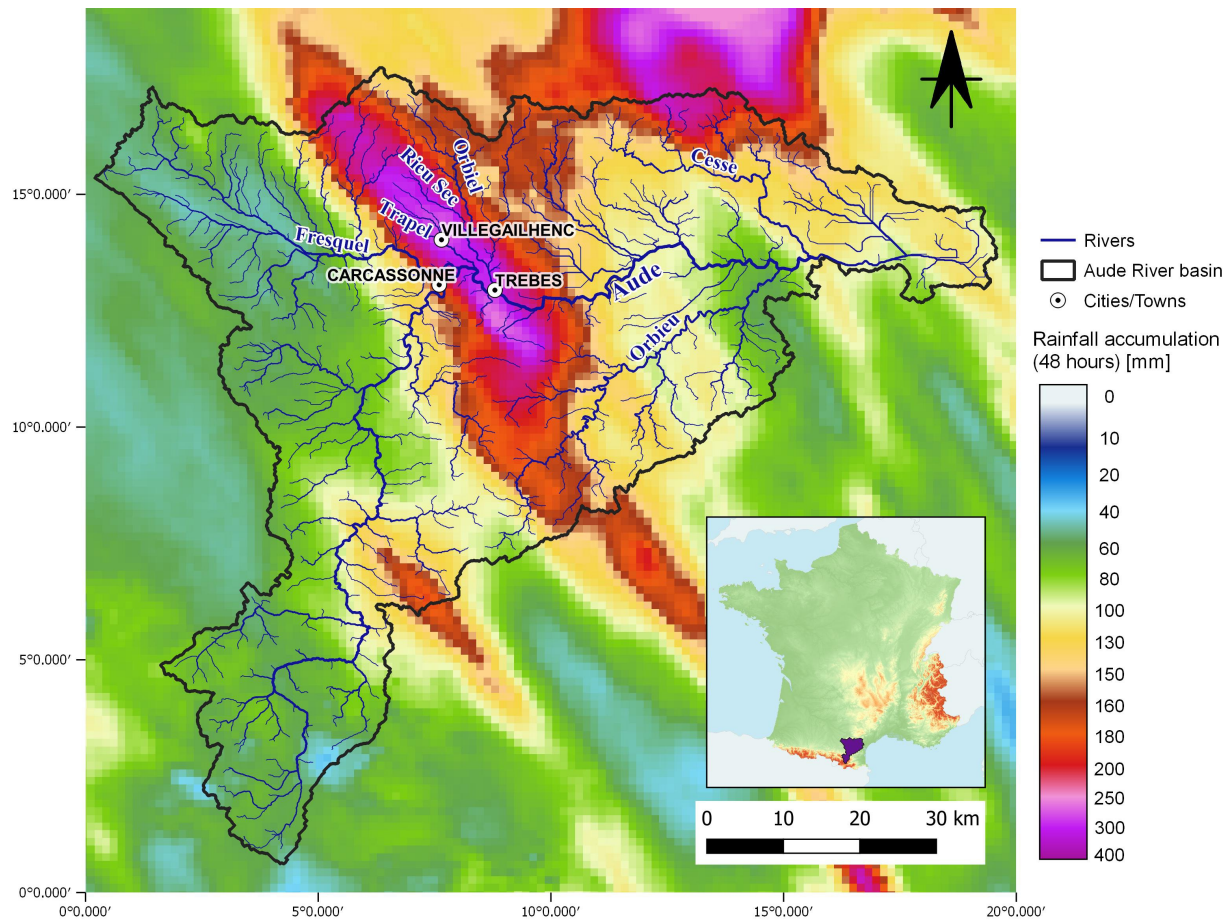 Orbiel
Rieu Sec
Cesse
15°0.000′
Trapel
VILLEGAILHENC
Fresquel
CARCASSONNE
TREBES
Aude
Orbieu
10°0.000′
5°0.000′
0°0.000′
0°0.000′
5°0.000′
10°0.000′
15°0.000′
20°0.000′
0 10 20 30 km
Rivers
Aude River basin
Cities/Towns
Rainfall accumulation
(48 hours) [mm]
0
10
20
40
60
80
100
130
150
160
180
200
250
300
400